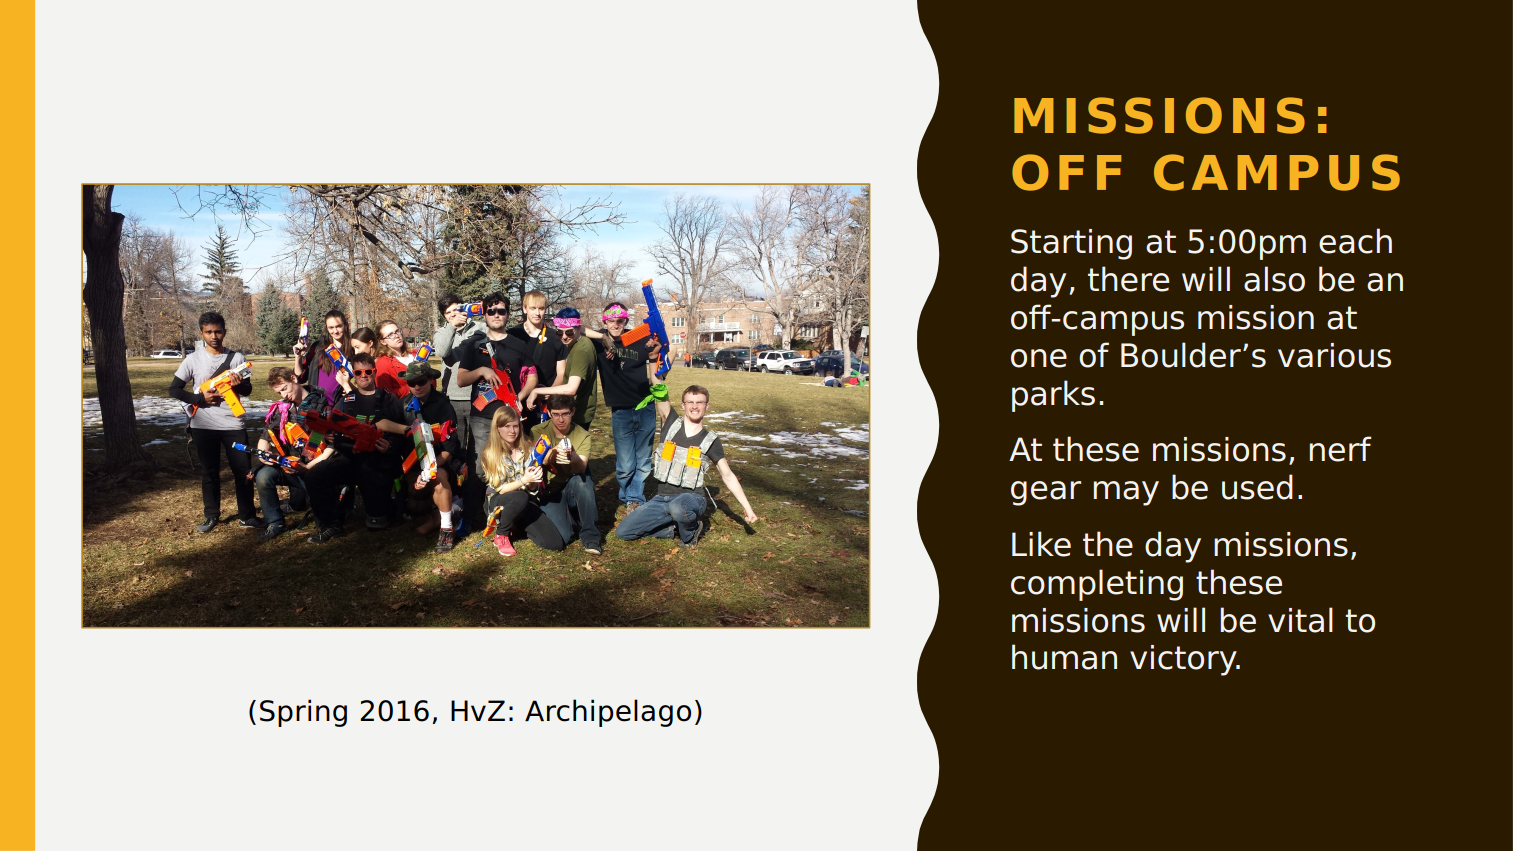 MISSIONS:
OFF CAMPUS
Starting at 5:00pm each
day, there will also be an
off-campus mission at
one of Boulder’s various
parks.
At these missions, nerf
gear may be used.
Like the day missions,
completing these
missions will be vital to
human victory.
(Spring 2016, HvZ: Archipelago)